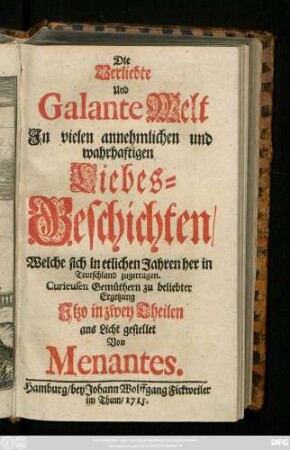 Die
Verliebte
Und
Galante Welt
In vielen annehmlichen und
wahrhaftigen
Liebes-
Geschichten/
Welche sich in etlichen Jahren her in
Teutschland zugetragen.
Curieusen Gemüthern zu beliebter
Ergetzung
Itzo in zwey Theilen
ans Licht gestellet
Von
Menantes.
Hamburg/ bey Johann Wolffgang Fickweiler
im Thum/ 1715.